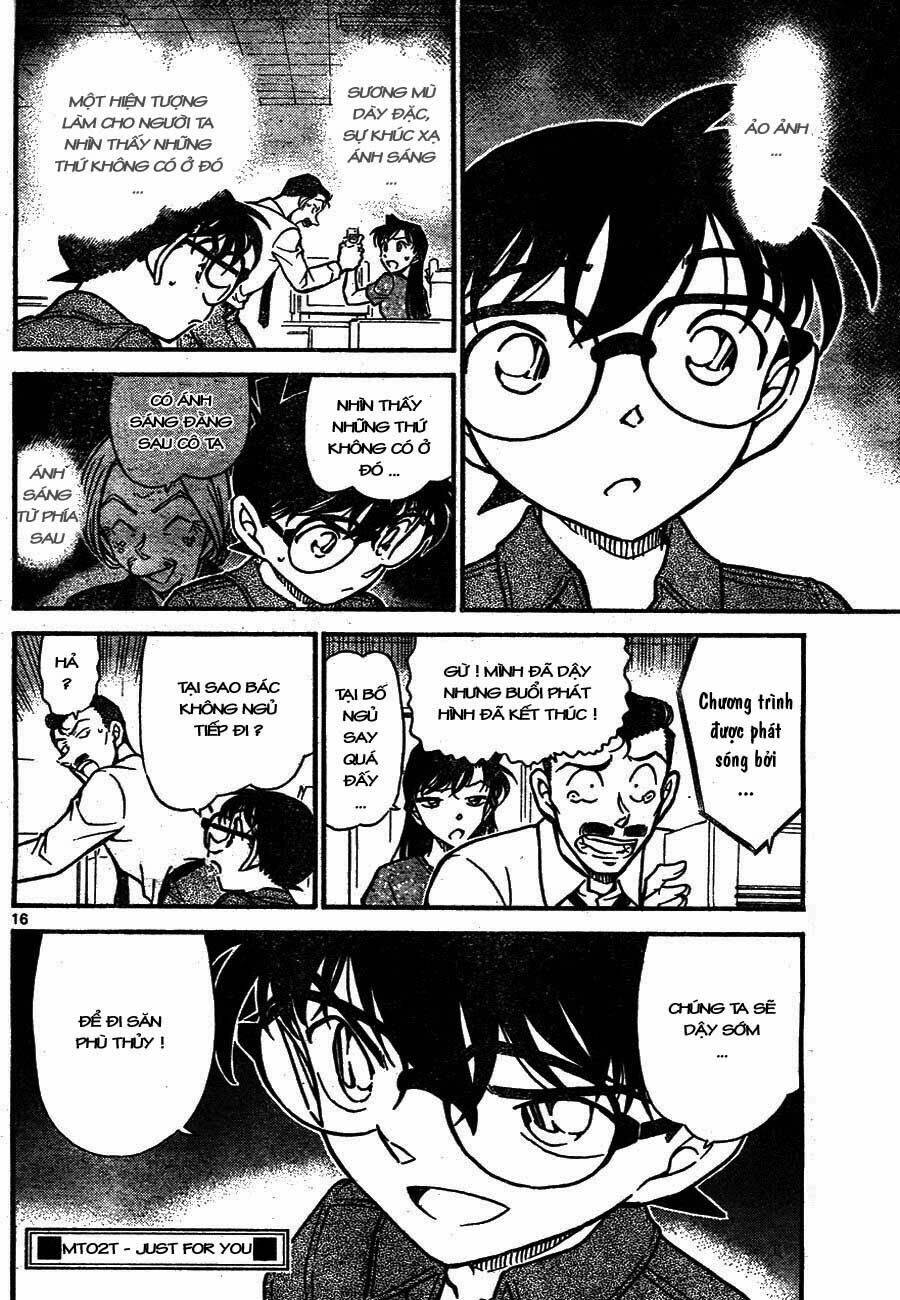 ẢO ẢNH
...
SƯƠNG MÙ
DÀY ĐẶC,
SỰ KHÚC XẠ
ÁNH SÁNG
...
MỘT HIỆN TƯỢNG
LÀM CHO NGƯỜI TA
NHÌN THẤY NHỮNG
THỨ KHÔNG CÓ Ở ĐÓ
...
NHÌN THẤY
NHỮNG THỨ
KHÔNG CÓ Ở
ĐÓ ...
CÓ ÁNH
SÁNG ĐẰNG
SAU CÔ TA
ÁNH
SÁNG
TỪ PHÍA
SAU
Chương trình
được phát
sóng bởi
...
GỪ ! MÌNH ĐÃ DẬY
NHƯNG BUỔI PHÁT
HÌNH ĐÃ KẾT THÚC !
TẠI BỐ
NGỦ
SAY
QUÁ
ĐẤY
...
TẠI SAO BÁC
KHÔNG NGỦ
TIẾP ĐI ?
HẢ
?
16
CHÚNG TA SẼ
DẬY SỚM
...
ĐỂ ĐI SĂN
PHÙ THỦY !
MTO2T - JUST FOR YOU